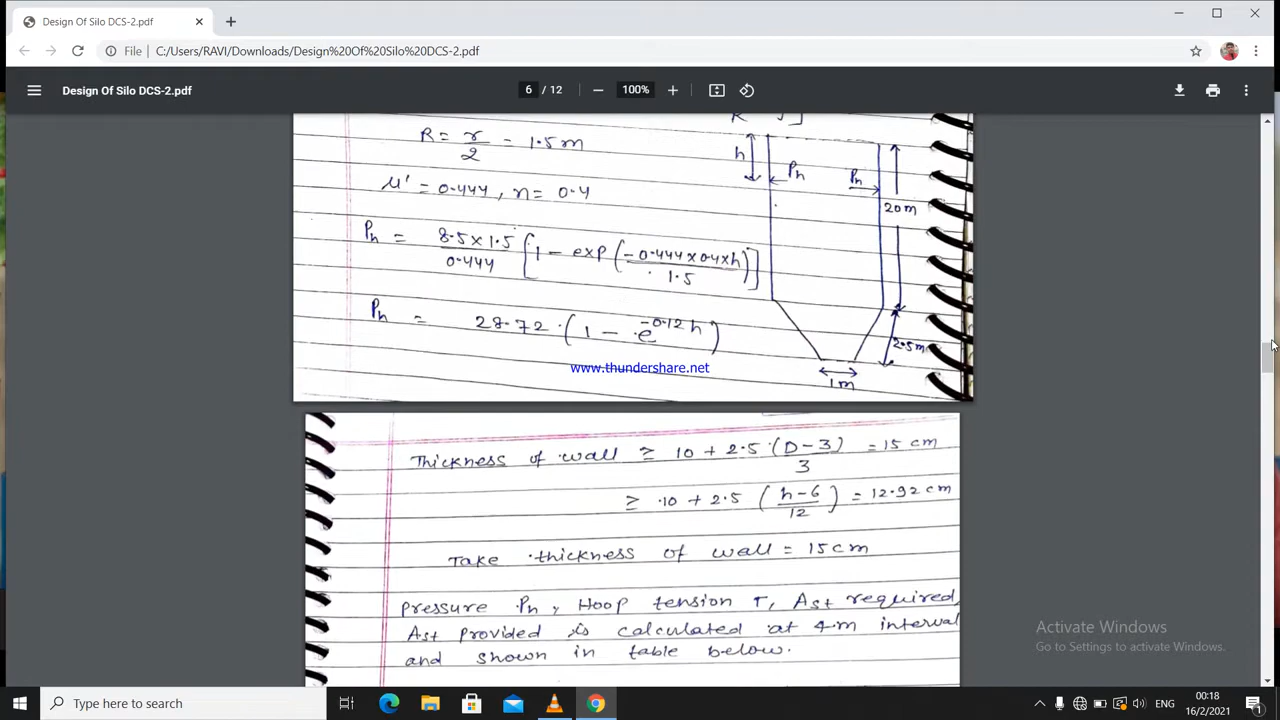 Design Of Silo DCS-2.pdf
File C:/Users/RAVI/Downloads/Design%20Of%20Silo%20DCS-2.pdf
Design Of Silo DCS-2.pdf 6 / 12 100%
R = r/2 = 1.5m
μ' = 0.444, n = 0.4
Ph = 8.5×1.5/0.444 [1 - exp(-0.444×0.4×h/1.5)]
Ph = 28.72 (1 - e^-0.12h)
h
Ph
Ph
20m
2.5m
1m
www.thundershare.net
Thickness of wall ≥ 10 + 2.5 (D-3)/3 = 15 cm
≥ 10 + 2.5 (h-6/12) = 12.92 cm
Take thickness of wall = 15cm
Pressure Ph, Hoop tension T, Ast required,
Ast provided is calculated at 4m interval
and shown in table below.
Activate Windows
Go to Settings to activate Windows.
Type here to search
ENG
00:18
16/2/2021
1